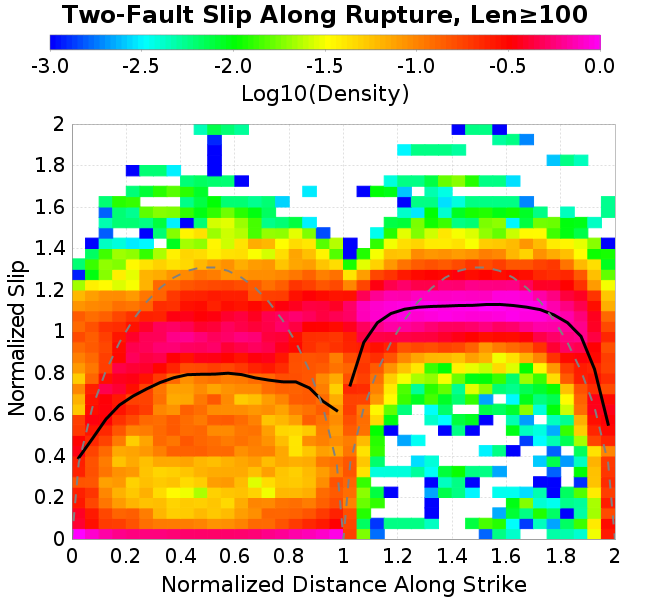 Two-Fault Slip Along Rupture, Len≥100
-3.0 -2.5 -2.0 -1.5 -1.0 -0.5 0.0
Log10(Density)
2
1.8
1.6
1.4
1.2
1
0.8
0.6
0.4
0.2
0
Normalized Slip
0 0.2 0.4 0.6 0.8 1 1.2 1.4 1.6 1.8 2
Normalized Distance Along Strike